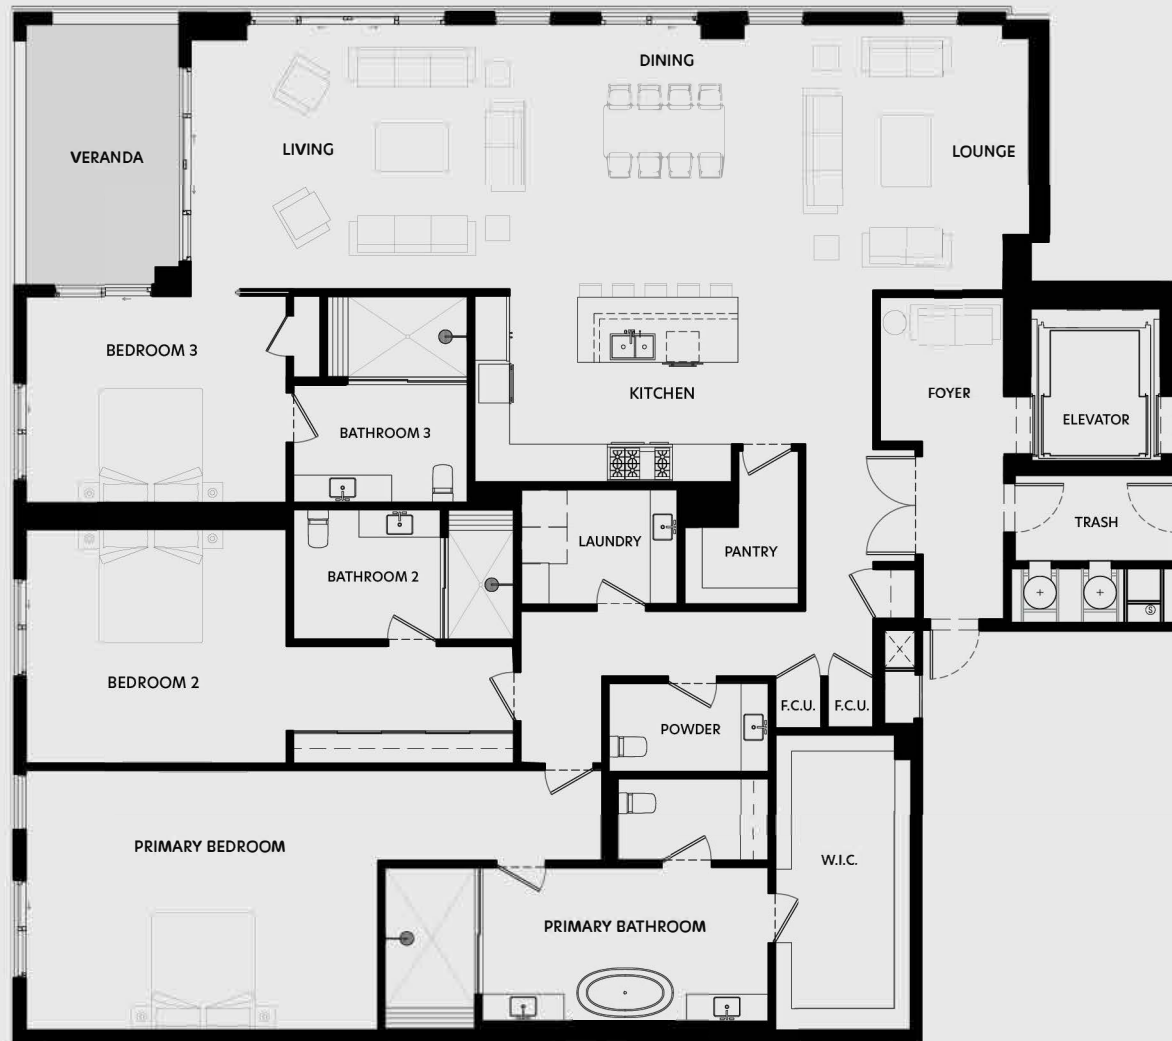 DINING
LIVING
LOUNGE
VERANDA
BEDROOM 3
KITCHEN
FOYER
ELEVATOR
BATHROOM 3
TRASH
LAUNDRY
PANTRY
BATHROOM 2
S
BEDROOM 2
F.C.U.
F.C.U.
POWDER
PRIMARY BEDROOM
W.I.C.
PRIMARY BATHROOM